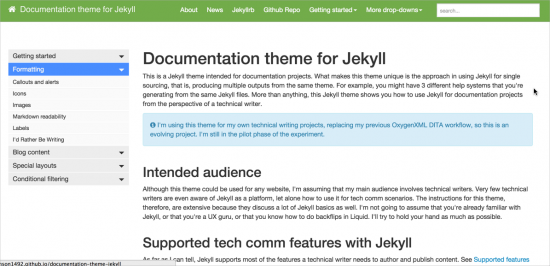 Documentation theme for Jekyll
About News Jekyllrb Github Repo Getting started More drop-downs
search...
Getting started
Formatting
Callouts and alerts
Icons
Images
Markdown readability
Labels
I'd Rather Be Writing
Blog content
Special layouts
Conditional filtering
Documentation theme for Jekyll
This is a Jekyll theme intended for documentation projects. What makes this theme unique is the approach in using Jekyll for single
sourcing, that is, producing multiple outputs from the same theme. For example, you might have 3 different help systems that you're
generating from the same Jekyll files. More than anything, this Jekyll theme shows you how to use Jekyll for documentation projects
from the perspective of a technical writer.
I'm using this theme for my own technical writing projects, replacing my previous OxygenXML DITA workflow, so this is an
evolving project. I'm still in the pilot phase of the experiment.
Intended audience
Although this theme could be used for any website, I'm assuming that my main audience involves technical writers. Very few technical
writers are even aware of Jekyll as a platform, let alone how to use it for tech comm scenarios. The instructions for this theme,
therefore, are extensive because they discuss a lot of Jekyll basics as well. I'm not going to assume that you're already familiar with
Jekyll, or that you're a UX guru, or that you know how to do backflips in Liquid. I'll try to hold your hand as much as possible.
Supported tech comm features with Jekyll
As far as I can tell, Jekyll supports most of the features a technical writer needs to author and publish content. See Supported features
son1492.github.io/documentation-theme-jekyll